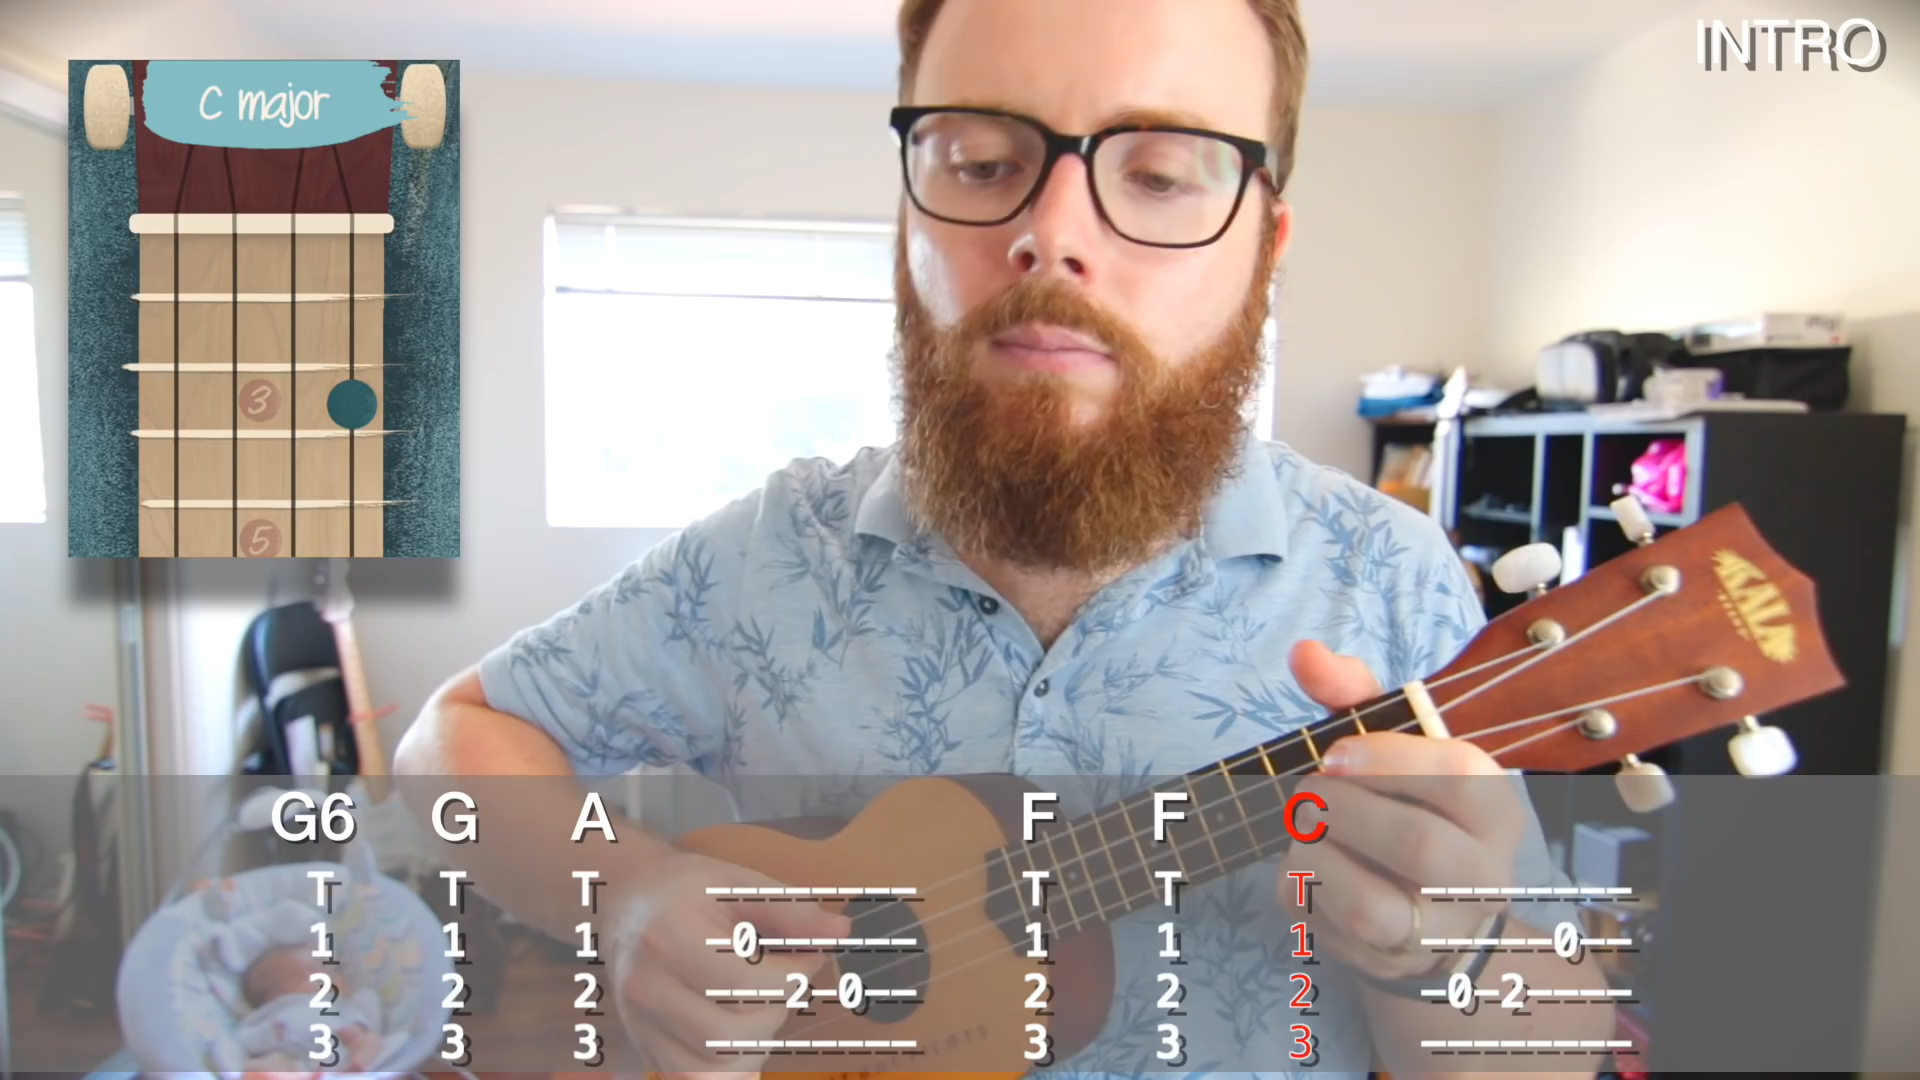 INTRO
C major
3
5
KALA
G6 G A F F C
T T T -------- T T T --------
1 1 1 -0------ 1 1 1 -----0--
2 2 2 ---2-0-- 2 2 2 -0-2----
3 3 3 -------- 3 3 3 --------